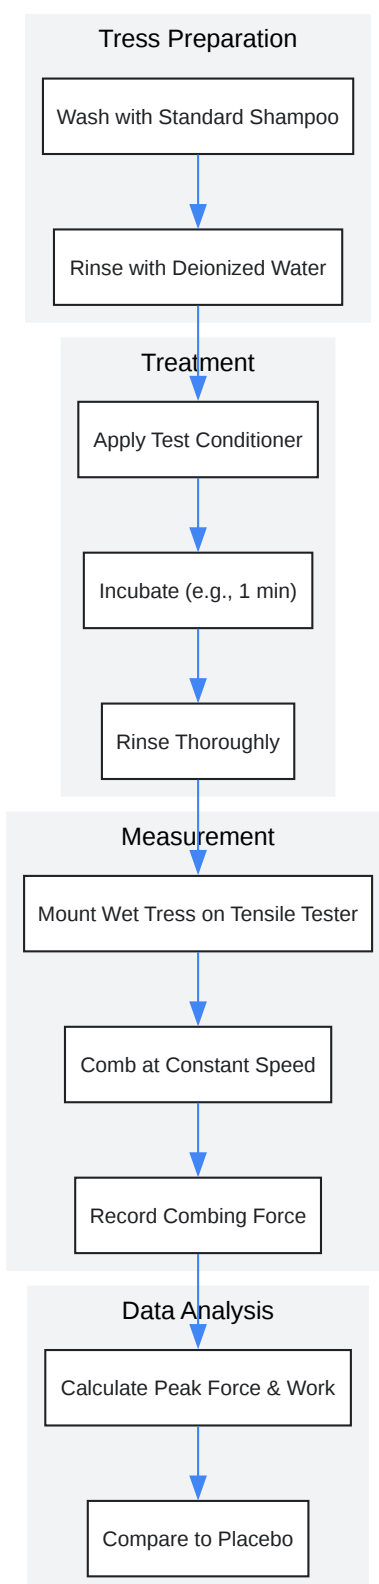 Tress Preparation
Wash with Standard Shampoo
Rinse with Deionized Water
Treatment
Apply Test Conditioner
Incubate (e.g., 1 min)
Rinse Thoroughly
Measurement
Mount Wet Tress on Tensile Tester
Comb at Constant Speed
Record Combing Force
Data Analysis
Calculate Peak Force & Work
Compare to Placebo